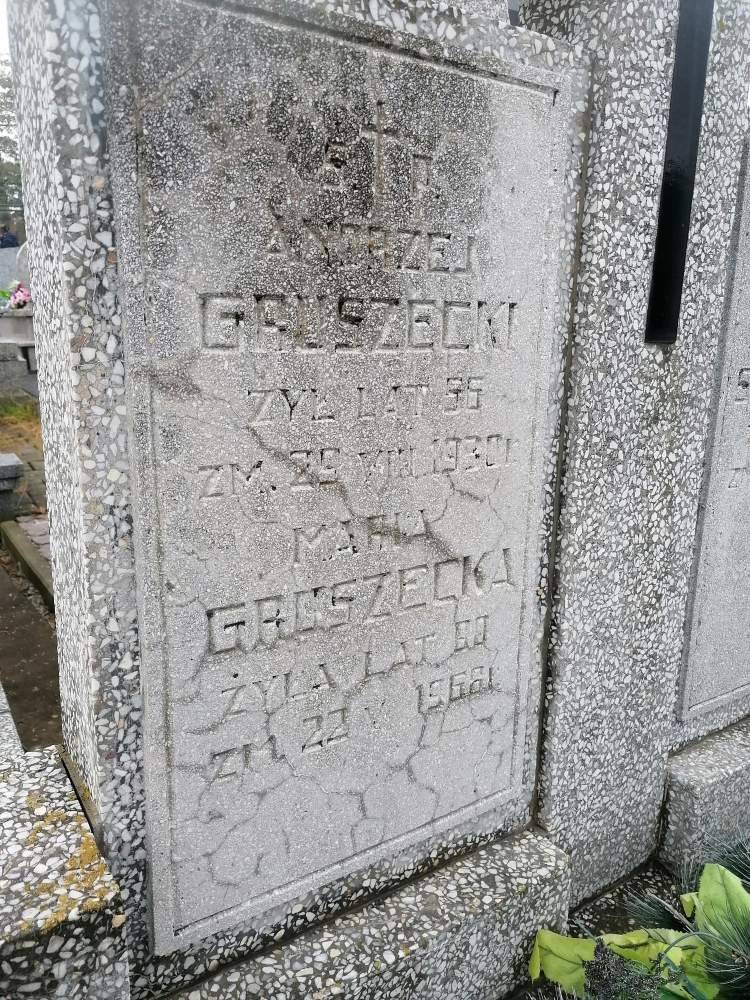 Ś P
ANDRZEJ
GRUSZECKI
ŻYŁ LAT 56
ZM. 25 VIII. 1930 r.
MARIA
GRUSZECKA
ŻYŁA LAT 80
ZM. 22 V 1968 r.